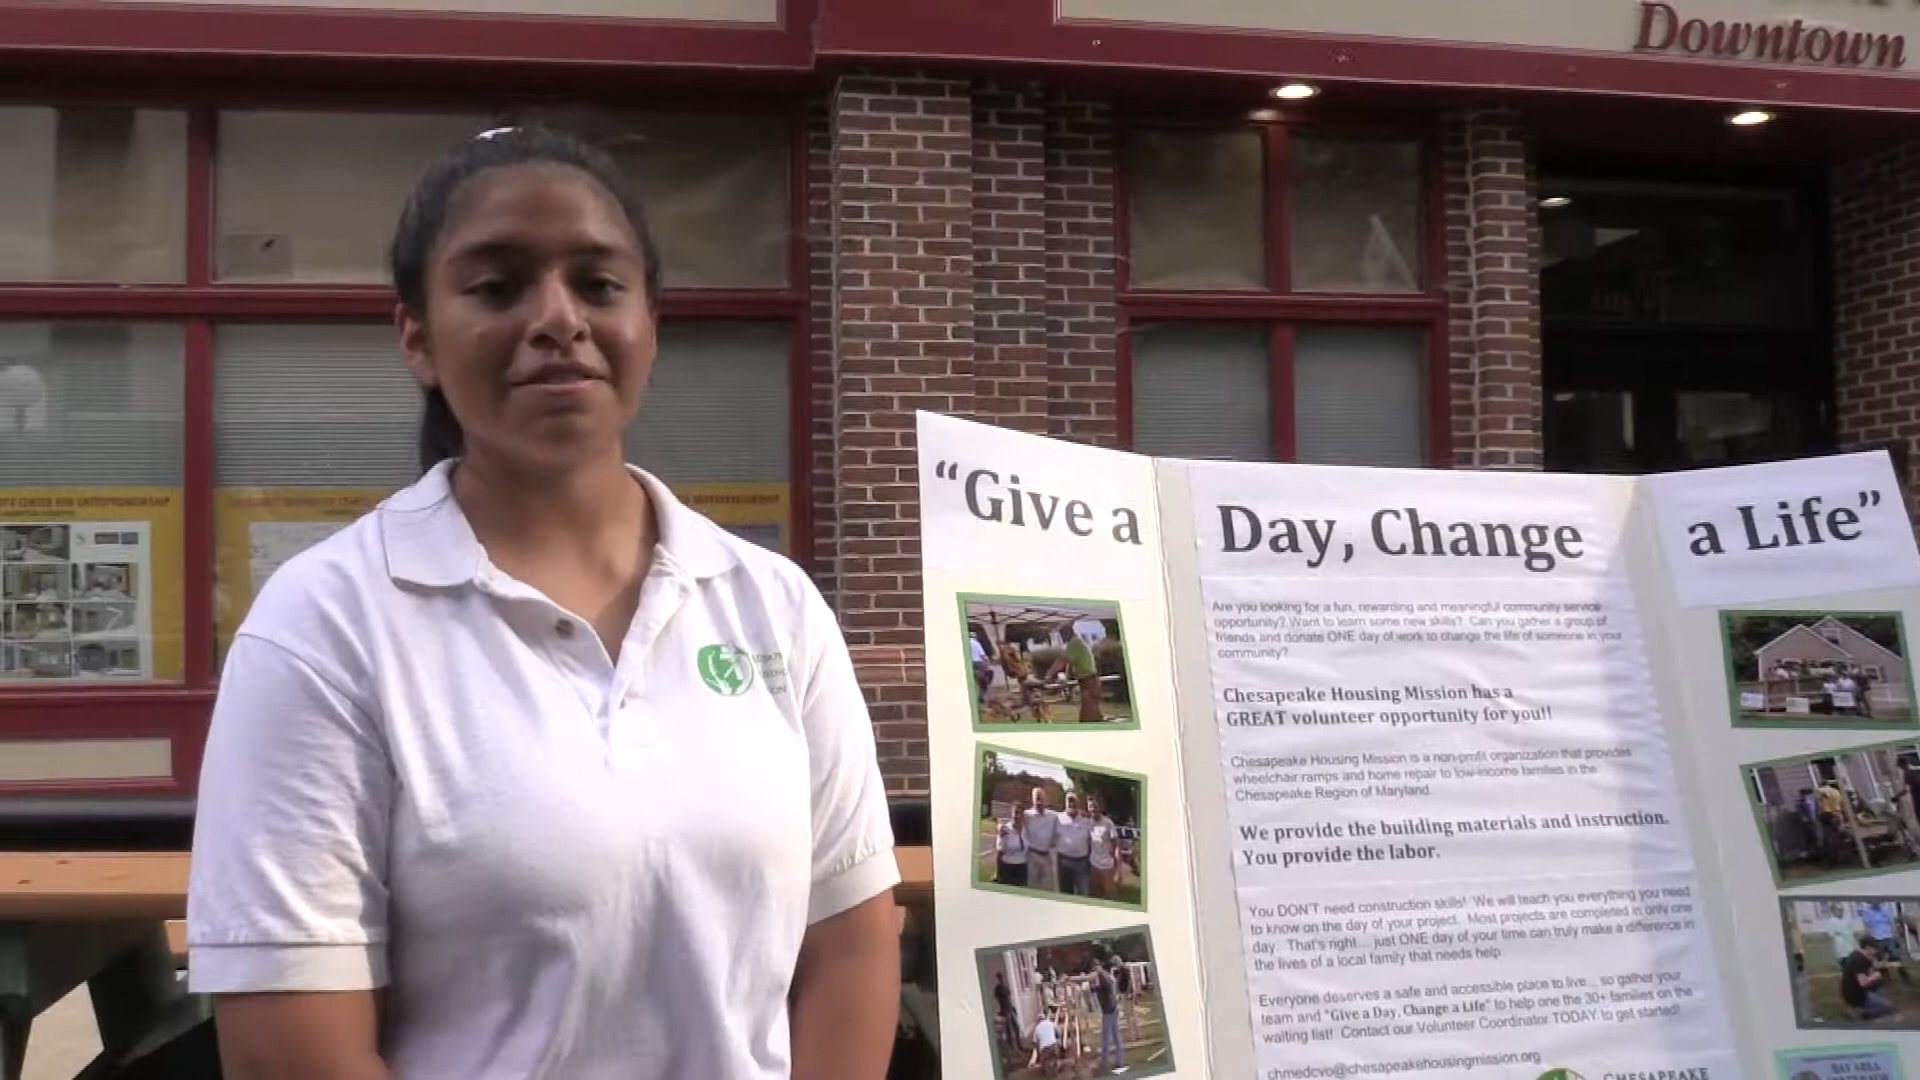 Downtown
CENTER FOR ENTREPRENEURSHIP
"Give a Day, Change a Life"
Are you looking for a fun, rewarding and meaningful community service
opportunity? Want to learn some new skills? Can you gather a group of
friends and donate ONE day of work to change the life of someone in your
community?
Chesapeake Housing Mission has a
GREAT volunteer opportunity for you!!
Chesapeake Housing Mission is a non-profit organization that provides
wheelchair ramps and home repair to low-income families in the
Chesapeake Region of Maryland.
We provide the building materials and instruction.
You provide the labor.
You DON'T need construction skills! We will teach you everything you need
to know on the day of your project. Most projects are completed in only one
day. That's right... just ONE day of your time can truly make a difference in
the lives of a local family that needs help.
Everyone deserves a safe and accessible place to live... so gather your
team and "Give a Day, Change a Life" to help one the 30+ families on the
waiting list! Contact our Volunteer Coordinator TODAY to get started!
chmedcvo@chesapeakehousingmission.org
CHESAPEAKE
BAY AREA